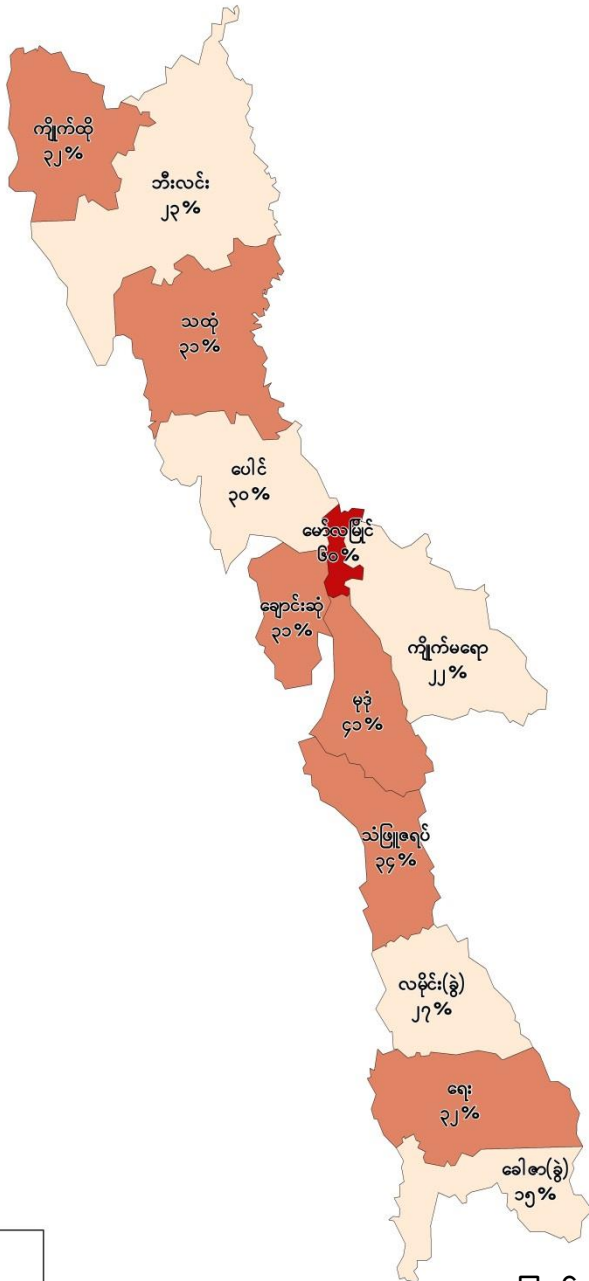 ကျိုက်ထို
၃၂%
ဘီးလင်း
၂၃%
သထုံ
၃၁%
ပေါင်
၃၀%
မော်လမြိုင်
၆၀%
ချောင်းဆုံ
၃၁%
ကျိုက်မရော
၂၂%
မုဒုံ
၄၁%
သံဖြူဇရပ်
၃၄%
လမိုင်း(ခွဲ)
၂၇%
ရေး
၃၂%
ခေါဇာ(ခွဲ)
၁၅%